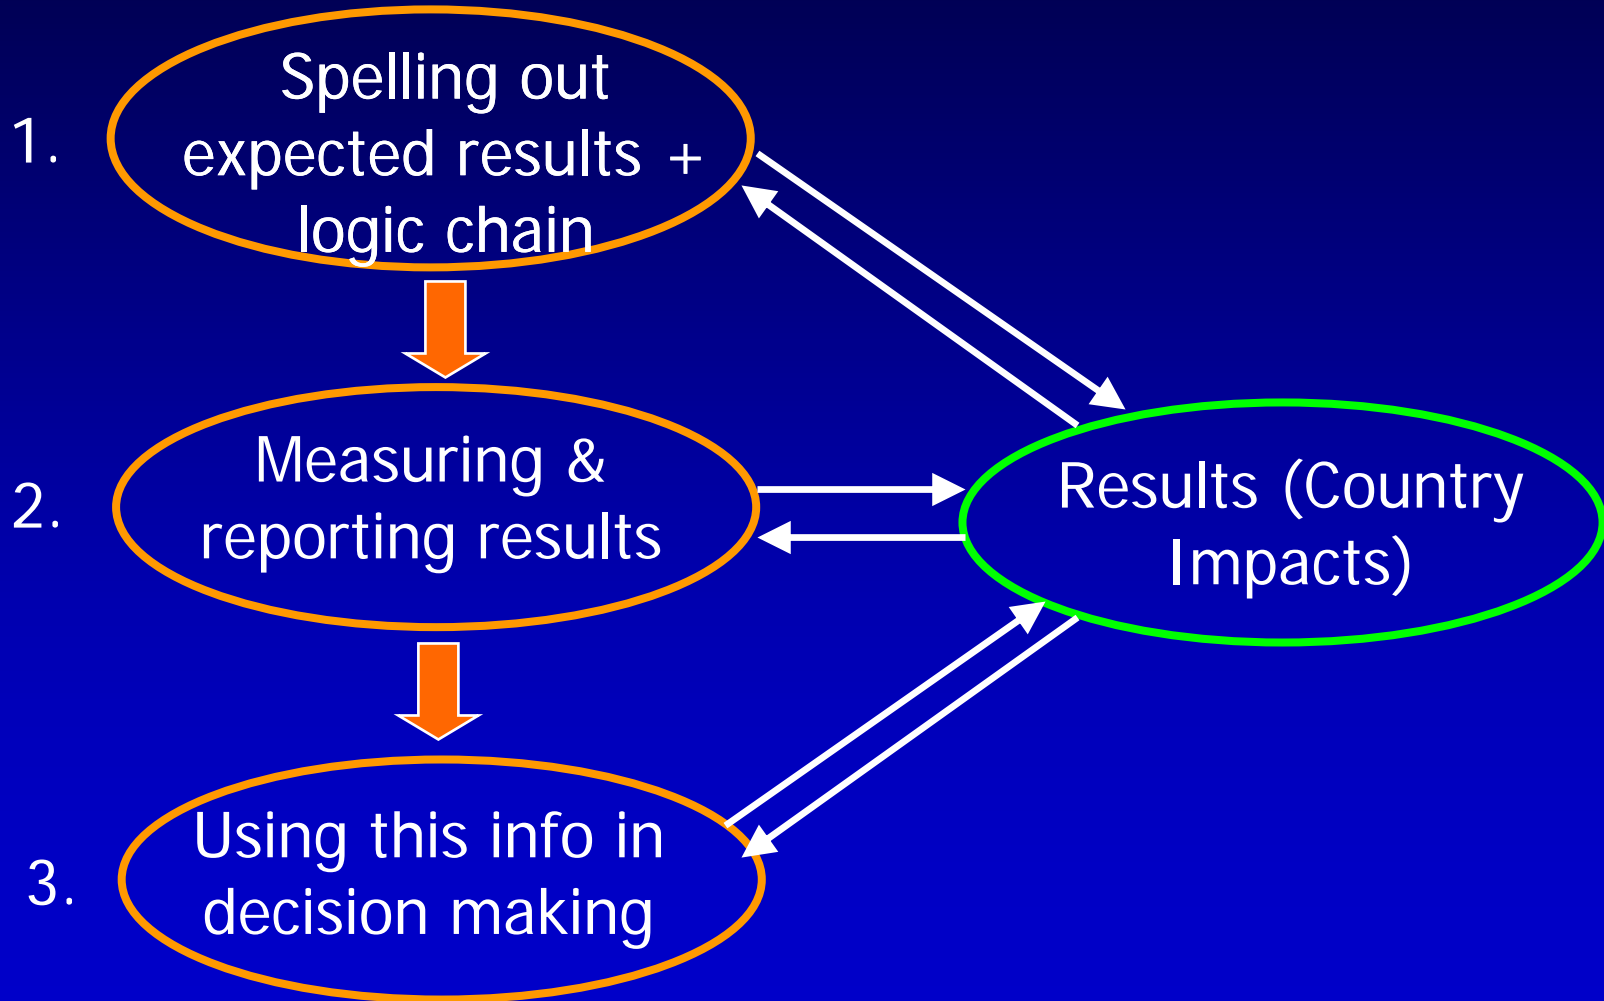 1.
Spelling out
expected results +
logic chain
2.
Measuring &
reporting results
Results (Country
Impacts)
3.
Using this info in
decision making